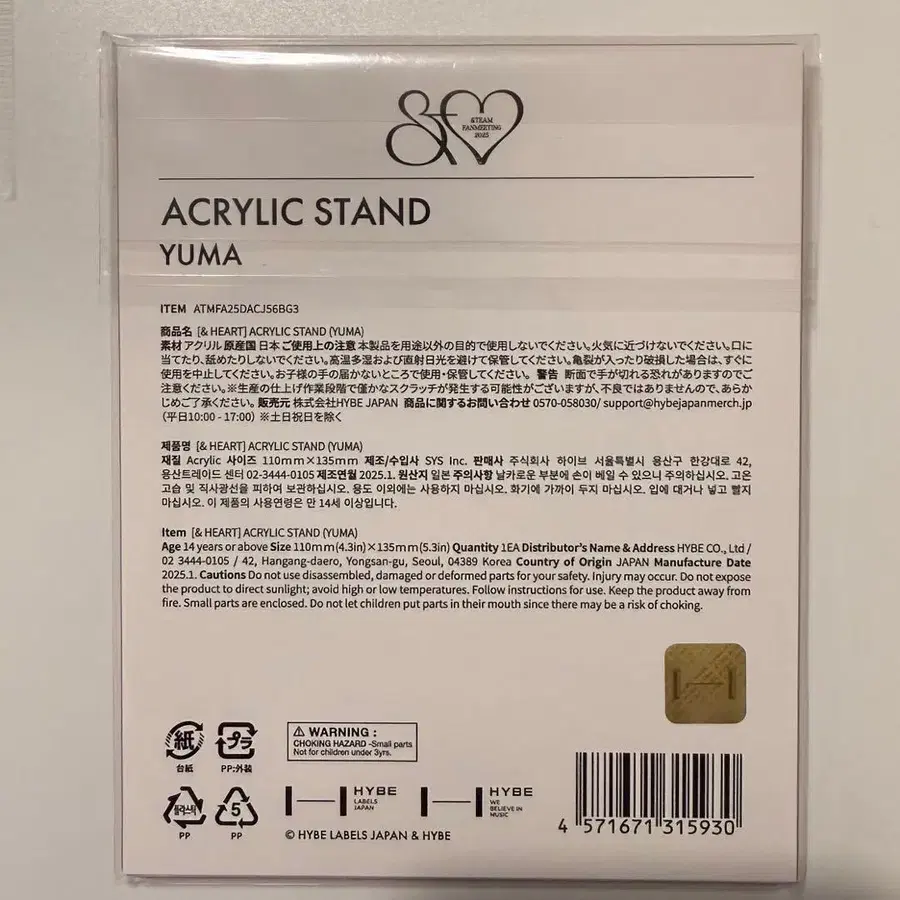 &TEAM
FANMEETING
2025
ACRYLIC STAND
YUMA
ITEM ATMFA25DACJ56BG3
商品名 [& HEART] ACRYLIC STAND (YUMA)
素材 アクリル 原産国 日本 ご使用上の注意 本製品を用途以外の目的で使用しないでください。火気に近づけないでください。口に
当てたり、舐めたりしないでください。高温多湿および直射日光を避けて保管してください。亀裂が入ったり破損した場合は、すぐに
使用を中止してください。お子様の手の届かないところで使用・保管してください。 警告 断面で手が切れる恐れがありますのでご
注意ください。※生産の仕上げ作業段階で僅かなスクラッチが発生する可能性がございますが、不良ではありませんので、あらか
じめご了承ください。 販売元 株式会社HYBE JAPAN 商品に関するお問い合わせ 0570-058030/ support@hybejapanmerch.jp
(平日10:00 - 17:00) ※土日祝日を除く
제품명 [& HEART] ACRYLIC STAND (YUMA)
재질 Acrylic 사이즈 110mm×135mm 제조/수입사 SYS Inc. 판매사 주식회사 하이브 서울특별시 용산구 한강대로 42,
용산트레이드 센터 02-3444-0105 제조연월 2025.1. 원산지 일본 주의사항 날카로운 부분에 손이 베일 수 있으니 주의하십시오. 고온
고습 및 직사광선을 피하여 보관하십시오. 용도 이외에는 사용하지 마십시오. 화기에 가까이 두지 마십시오. 입에 대거나 넣고 빨지
마십시오. 이 제품의 사용연령은 만 14세 이상입니다.
Item [& HEART] ACRYLIC STAND (YUMA)
Age 14 years or above Size 110mm(4.3in)×135mm(5.3in) Quantity 1EA Distributor's Name & Address HYBE CO., Ltd /
02 3444-0105 / 42, Hangang-daero, Yongsan-gu, Seoul, 04389 Korea Country of Origin JAPAN Manufacture Date
2025.1. Cautions Do not use disassembled, damaged or deformed parts for your safety. Injury may occur. Do not expose
the product to direct sunlight; avoid high or low temperatures. Follow instructions for use. Keep the product away from
fire. Small parts are enclosed. Do not let children put parts in their mouth since there may be a risk of choking.
紙
台紙
プラ
PP:外装
WARNING :
CHOKING HAZARD -Small parts
Not for children under 3yrs.
플라스틱
PP
5
PP
HYBE
LABELS
JAPAN
HYBE
WE
BELIEVE IN
MUSIC
© HYBE LABELS JAPAN & HYBE
4 571671 315930